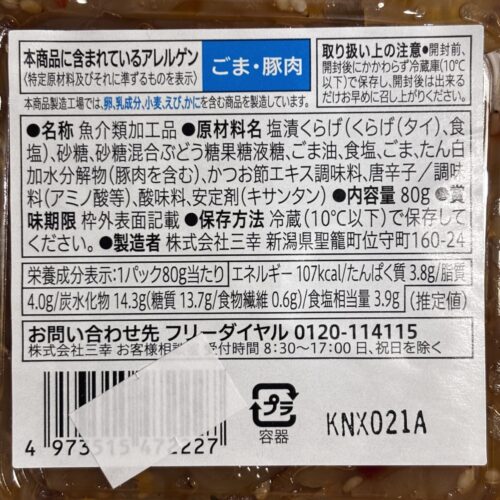 本商品に含まれているアレルゲン
(特定原材料及びそれに準ずるものを表示)
ごま・豚肉
本商品製造工場では、卵、乳成分、小麦、えび、かにを含む商品を製造しています。
取り扱い上の注意●開封前、
開封後にかかわらず冷蔵庫(10℃
以下)で保存し、開封後は出来る
だけお早めに召し上がりください。
●名称 魚介類加工品 ●原材料名 塩漬くらげ(くらげ(タイ)、食
塩)、砂糖、砂糖混合ぶどう糖果糖液糖、ごま油、食塩、ごま、たん白
加水分解物(豚肉を含む)、かつお節エキス調味料、唐辛子/調味
料(アミノ酸等)、酸味料、安定剤(キサンタン) ●内容量 80g ●賞
味期限 枠外表面記載 ●保存方法 冷蔵(10℃以下)で保存して
ください。●製造者 株式会社三幸 新潟県聖籠町位守町160-24
栄養成分表示:1パック80g当たり エネルギー 107kcal/たんぱく質 3.8g/脂質
4.0g/炭水化物 14.3g(糖質 13.7g/食物繊維 0.6g)/食塩相当量 3.9g (推定値)
お問い合わせ先 フリーダイヤル 0120-114115
株式会社三幸 お客様相談 受付時間 8:30〜17:00 日、祝日を除く
プラ
容器
KNX021A
4 973515 472227